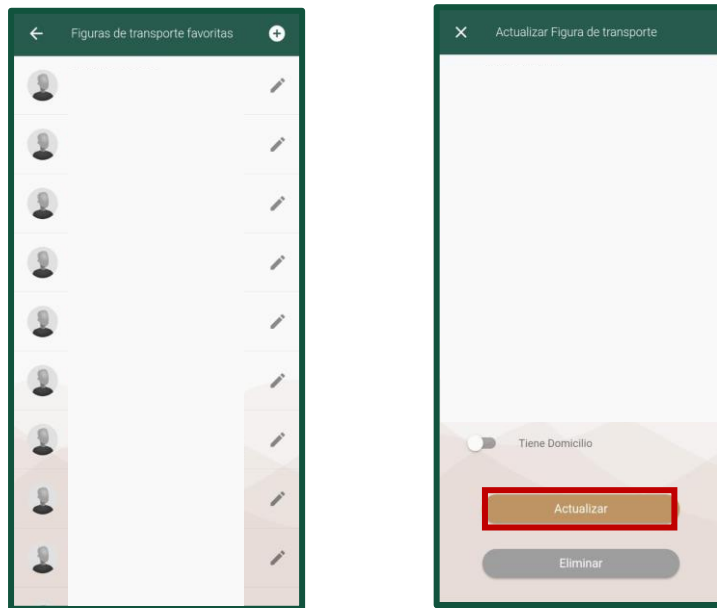 Figuras de transporte favoritas
Actualizar Figura de transporte
Tiene Domicilio
Actualizar
Eliminar